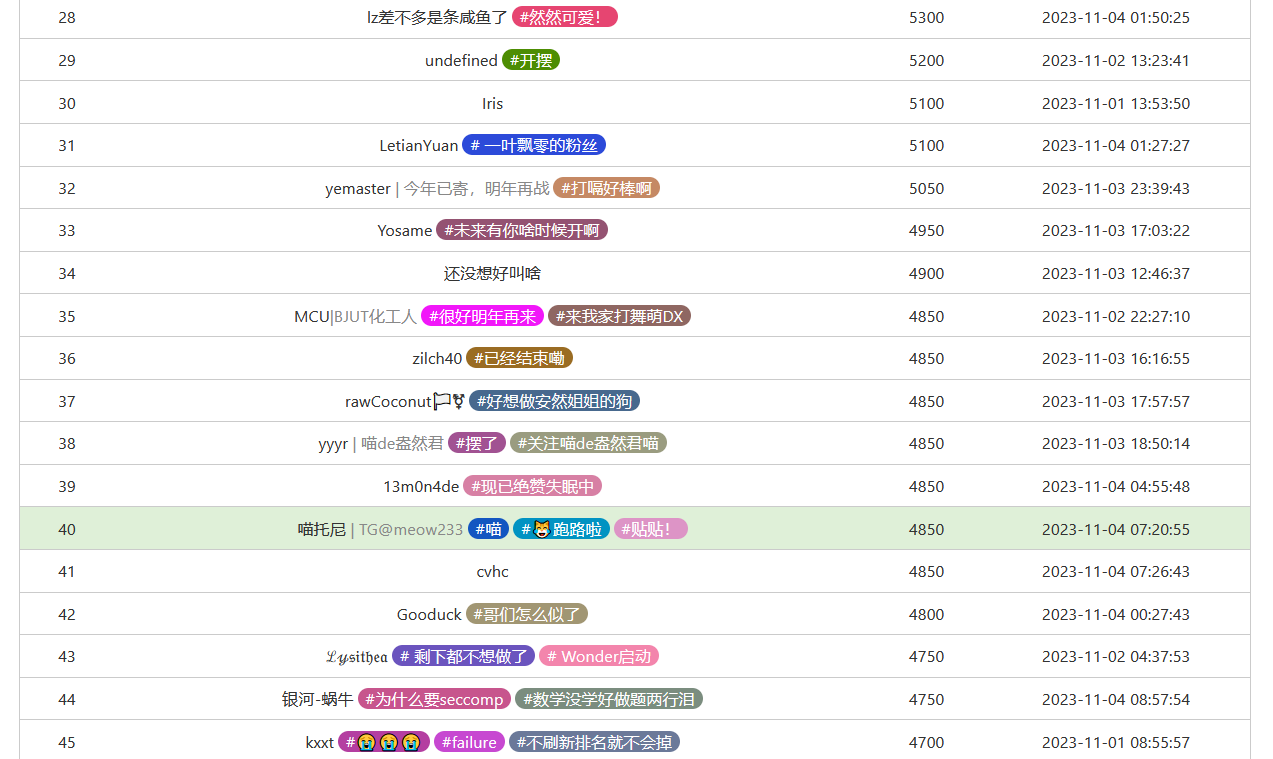 28 lz差不多是条咸鱼了 #然然可爱！ 5300 2023-11-04 01:50:25
29 undefined #开摆 5200 2023-11-02 13:23:41
30 Iris 5100 2023-11-01 13:53:50
31 LetianYuan # 一叶飘零的粉丝 5100 2023-11-04 01:27:27
32 yemaster | 今年已寄，明年再战 #打嗝好棒啊 5050 2023-11-03 23:39:43
33 Yosame #未来有你啥时候开啊 4950 2023-11-03 17:03:22
34 还没想好叫啥 4900 2023-11-03 12:46:37
35 MCU|BJUT化工人 #很好明年再来 #来我家打舞萌DX 4850 2023-11-02 22:27:10
36 zilch40 #已经结束嘞 4850 2023-11-03 16:16:55
37 rawCoconut🏳⚧ #好想做安然姐姐的狗 4850 2023-11-03 17:57:57
38 yyyr | 喵de盎然君 #摆了 #关注喵de盎然君喵 4850 2023-11-03 18:50:14
39 13m0n4de #现已绝赞失眠中 4850 2023-11-04 04:55:48
40 喵托尼 | TG@meow233 #喵 #😸跑路啦 #贴贴！ 4850 2023-11-04 07:20:55
41 cvhc 4850 2023-11-04 07:26:43
42 Gooduck #哥们怎么似了 4800 2023-11-04 00:27:43
43 ℒ𝓎𝔰𝔦𝔱𝔥𝔢𝔞 # 剩下都不想做了 # Wonder启动 4750 2023-11-02 04:37:53
44 银河-蜗牛 #为什么要seccomp #数学没学好做题两行泪 4750 2023-11-04 08:57:54
45 kxxt #😭😭😭 #failure #不刷新排名就不会掉 4700 2023-11-01 08:55:57